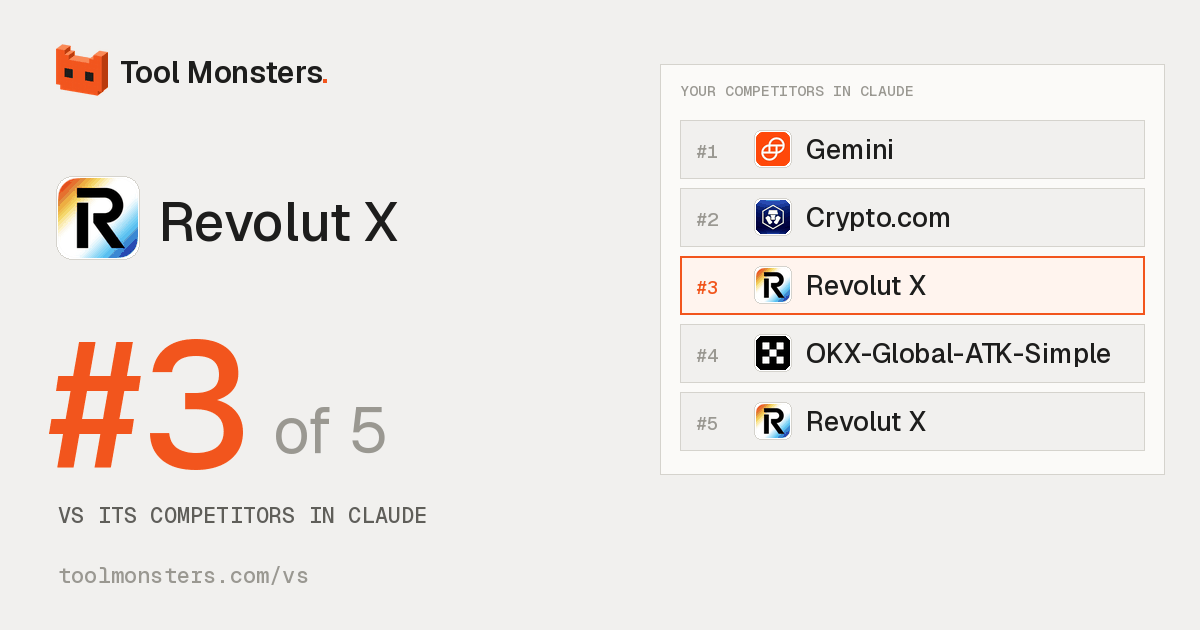 Tool Monsters.
Revolut X
#3 of 5
VS ITS COMPETITORS IN CLAUDE
toolmonsters.com/vs
YOUR COMPETITORS IN CLAUDE
#1 Gemini
#2 Crypto.com
#3 Revolut X
#4 OKX-Global-ATK-Simple
#5 Revolut X